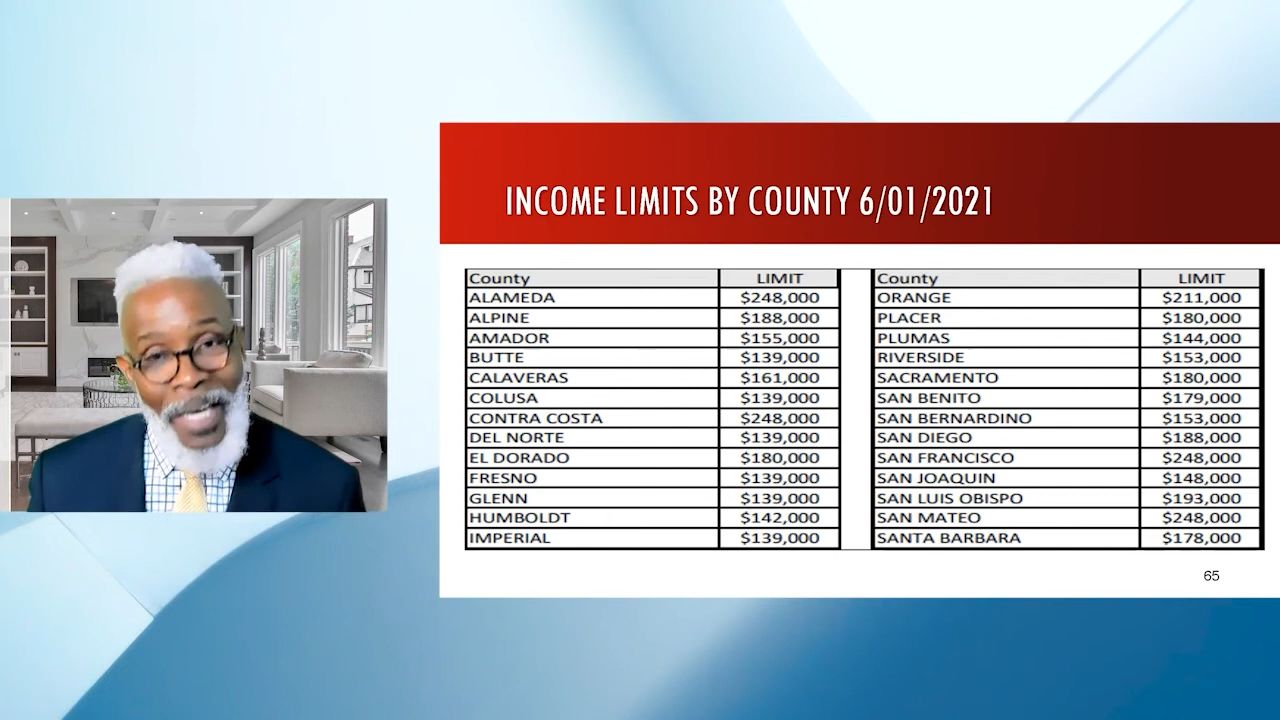 INCOME LIMITS BY COUNTY 6/01/2021
County LIMIT County LIMIT
ALAMEDA $248,000 ORANGE $211,000
ALPINE $188,000 PLACER $180,000
AMADOR $155,000 PLUMAS $144,000
BUTTE $139,000 RIVERSIDE $153,000
CALAVERAS $161,000 SACRAMENTO $180,000
COLUSA $139,000 SAN BENITO $179,000
CONTRA COSTA $248,000 SAN BERNARDINO $153,000
DEL NORTE $139,000 SAN DIEGO $188,000
EL DORADO $180,000 SAN FRANCISCO $248,000
FRESNO $139,000 SAN JOAQUIN $148,000
GLENN $139,000 SAN LUIS OBISPO $193,000
HUMBOLDT $142,000 SAN MATEO $248,000
IMPERIAL $139,000 SANTA BARBARA $178,000
65